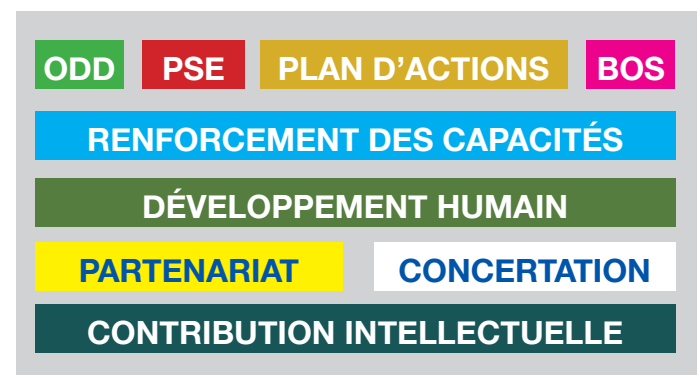 ODD PSE PLAN D’ACTIONS BOS
RENFORCEMENT DES CAPACITÉS
DÉVELOPPEMENT HUMAIN
PARTENARIAT CONCERTATION
CONTRIBUTION INTELLECTUELLE